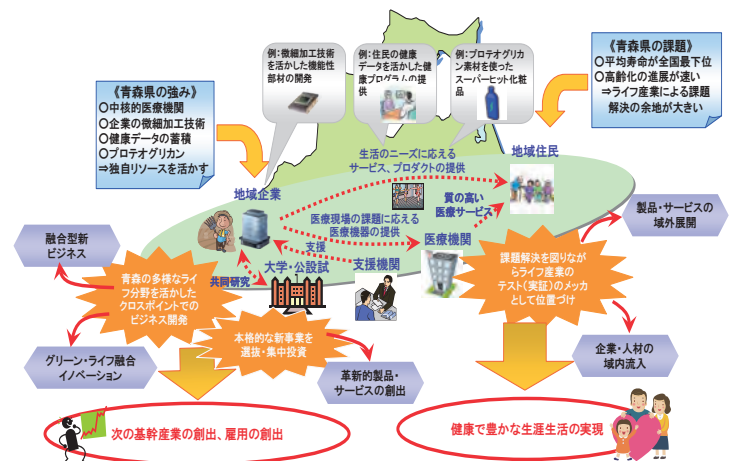 例：微細加工技術
を活かした機能性
部材の開発
例：住民の健康
データを活かした健
康プログラムの提
供
例：プロテオグリカ
ン素材を使った
スーパーヒット化粧
品
《青森県の課題》
○平均寿命が全国最下位
○高齢化の進展が速い
⇒ライフ産業による課題
解決の余地が大きい
《青森県の強み》
○中核的医療機関
○企業の微細加工技術
○健康データの蓄積
○プロテオグリカン
⇒独自リソースを活かす
生活のニーズに応える
サービス、プロダクトの提供
地域住民
地域企業
質の高い
医療サービス
医療現場の課題に応える
医療機器の提供
支援
医療機関
支援機関
大学・公設試
共同研究
製品・サービスの
域外展開
融合型新
ビジネス
青森の多様なライ
フ分野を活かした
クロスポイントでの
ビジネス開発
課題解決を図りなが
らライフ産業の
テスト（実証）のメッカ
として位置づけ
本格的な新事業を
選抜・集中投資
グリーン・ライフ融合
イノベーション
革新的製品・
サービスの創出
企業・人材の
域内流入
次の基幹産業の創出、雇用の創出
健康で豊かな生涯生活の実現